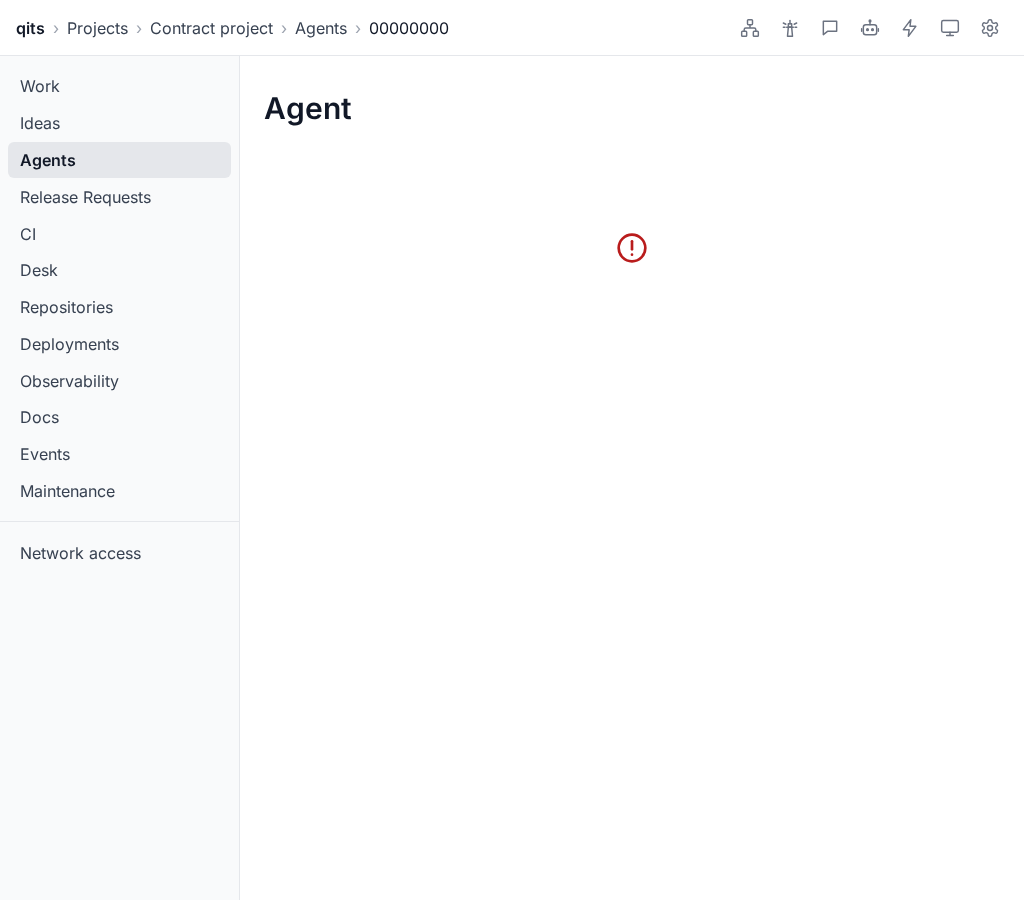 qits › Projects › Contract project › Agents › 00000000
Work
Ideas
Agents
Release Requests
CI
Desk
Repositories
Deployments
Observability
Docs
Events
Maintenance
Network access
Agent